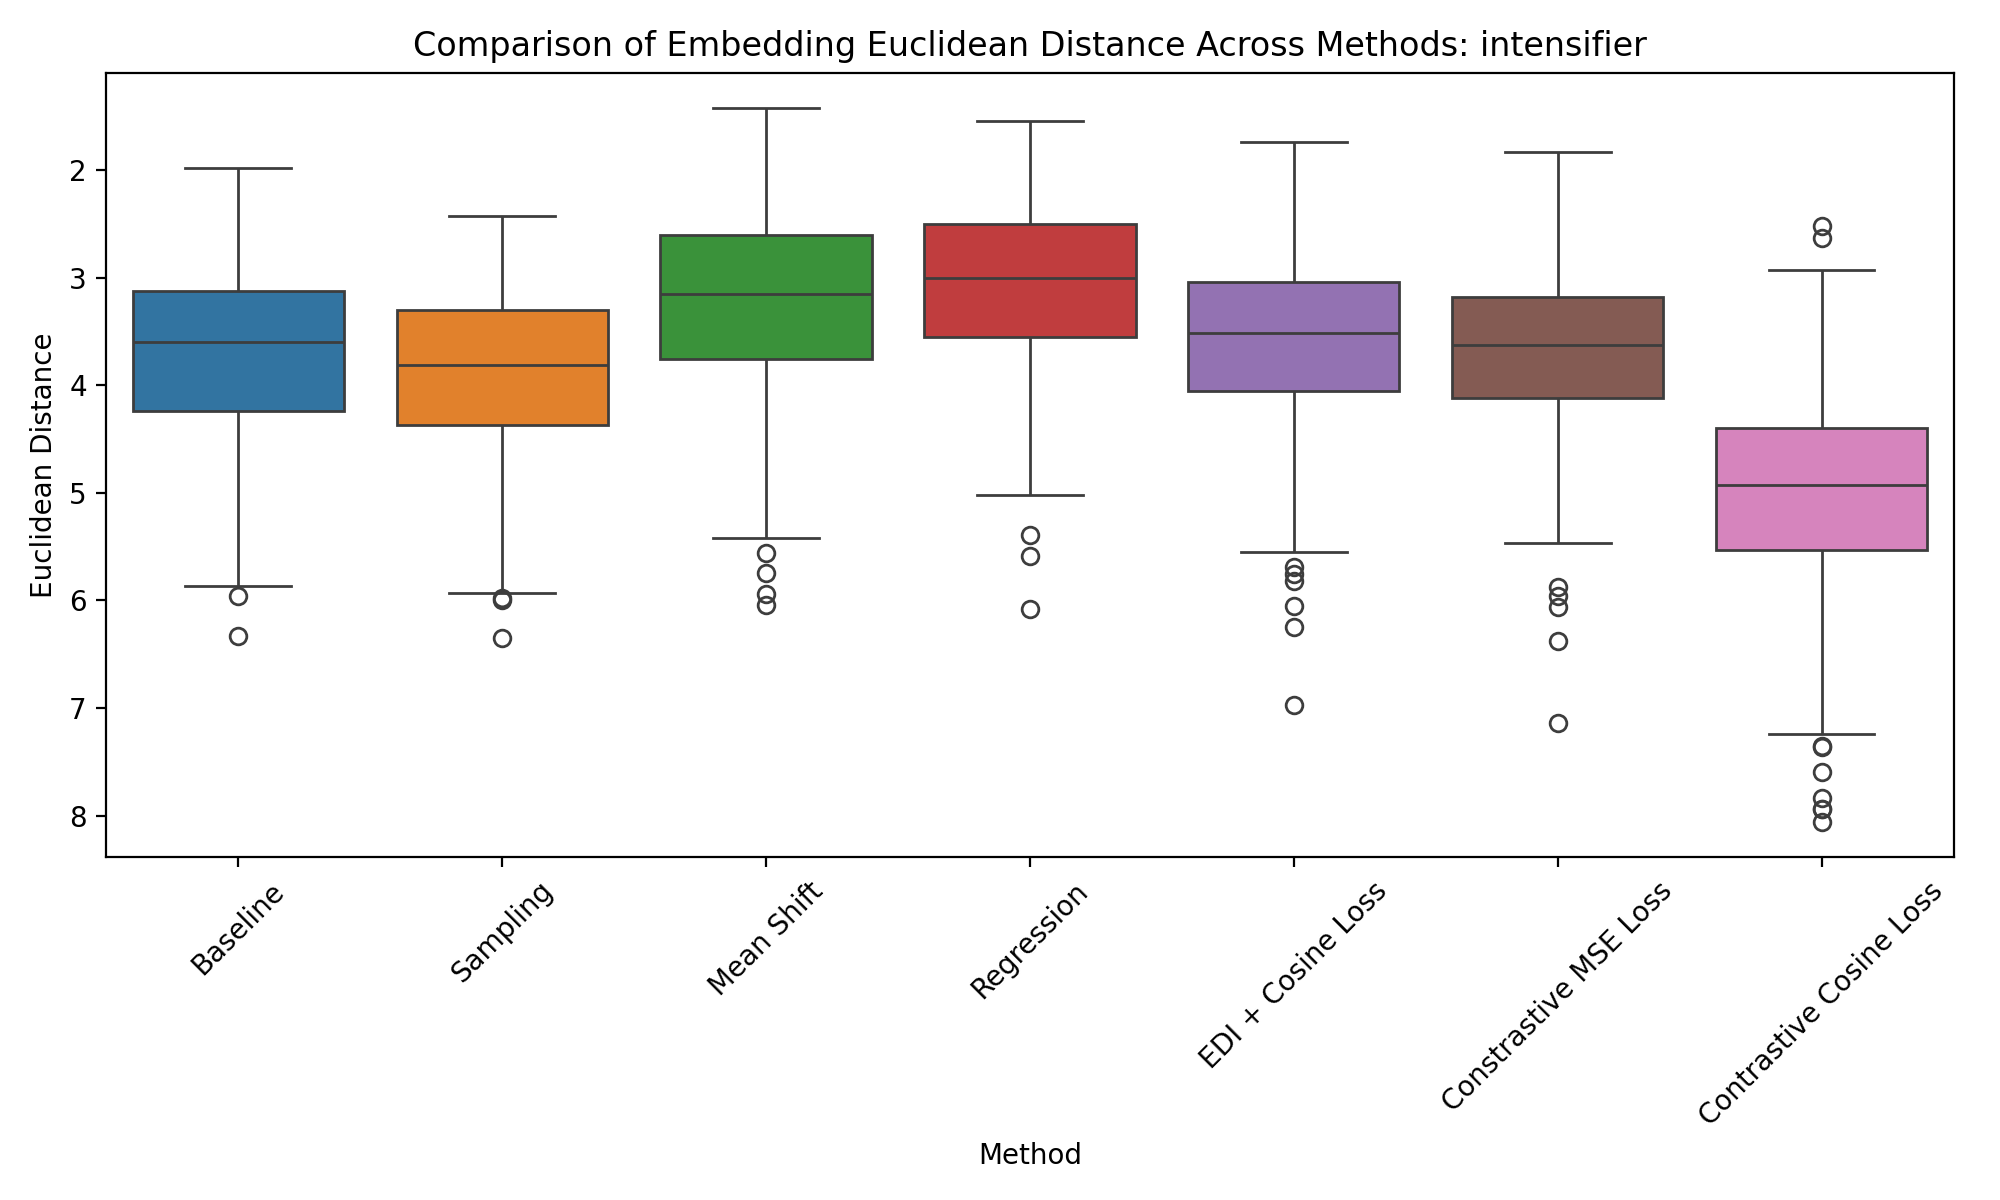 Comparison of Embedding Euclidean Distance Across Methods: intensifier
Euclidean Distance
2
3
4
5
6
7
8
Baseline
Sampling
Mean Shift
Regression
EDI + Cosine Loss
Constrastive MSE Loss
Contrastive Cosine Loss
Method